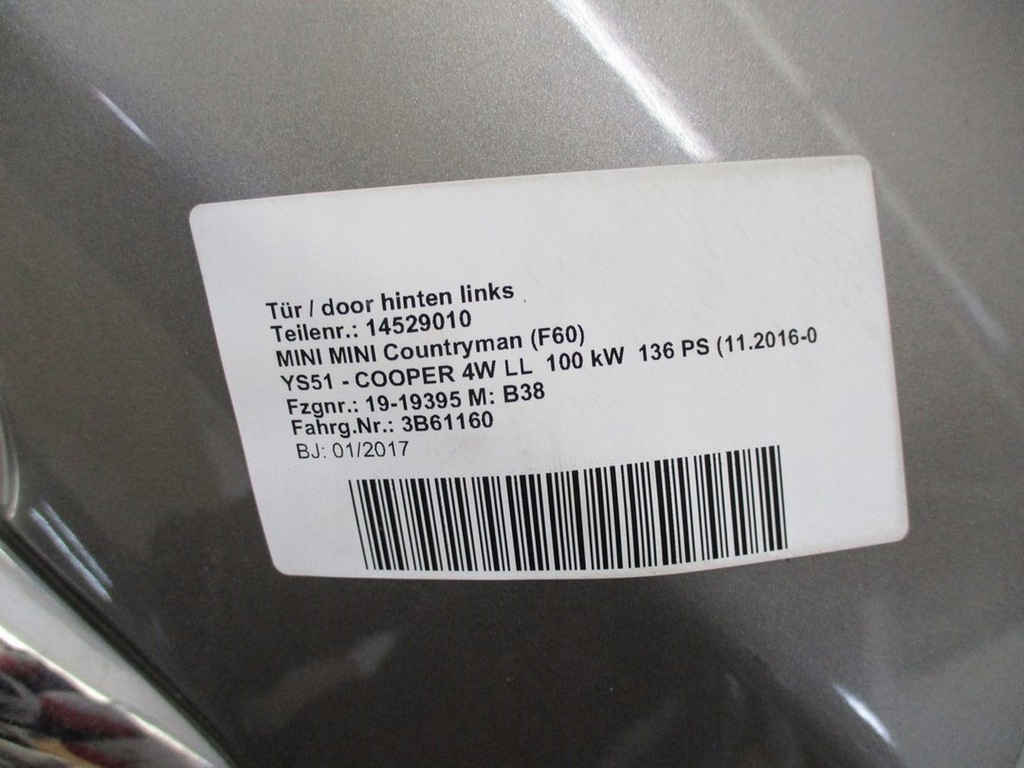 Tür / door hinten links
Teilenr.: 14529010
MINI MINI Countryman (F60)
YS51 - COOPER 4W LL 100 kW 136 PS (11.2016-0
Fzgnr.: 19-19395 M: B38
Fahrg.Nr.: 3B61160
BJ: 01/2017